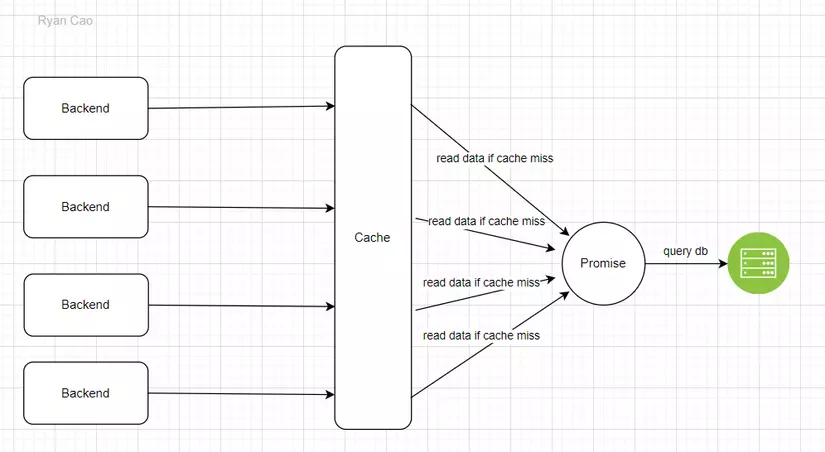 Ryan Cao
Backend
read data if cache miss
Backend
read data if cache miss
Cache
Promise
query db
Backend
read data if cache miss
read data if cache miss
Backend